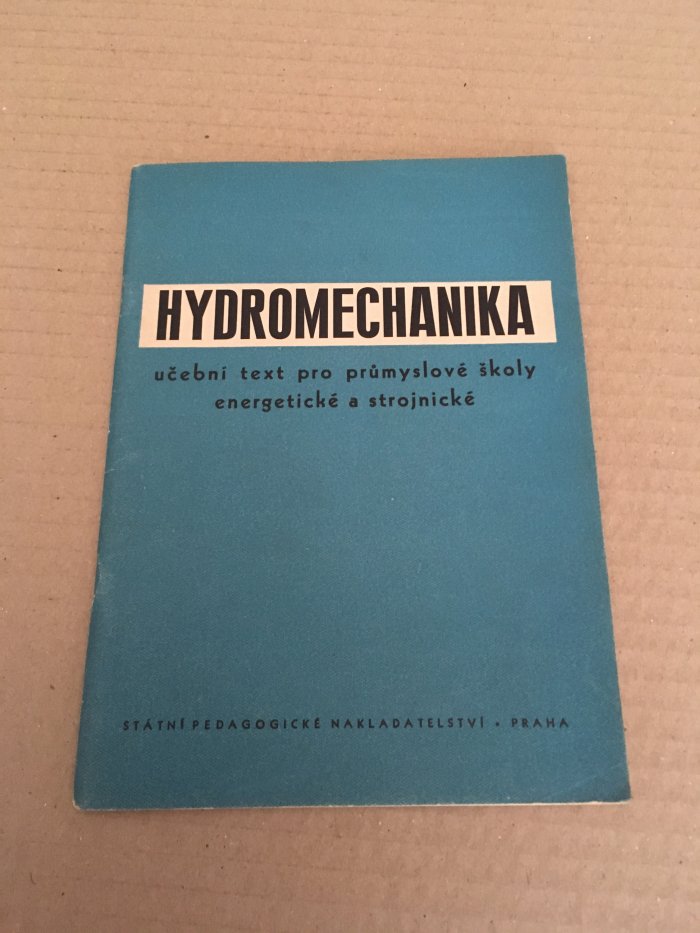 HYDROMECHANIKA
učební text pro průmyslové školy
energetické a strojnické
STÁTNÍ PEDAGOGICKÉ NAKLADATELSTVÍ • PRAHA